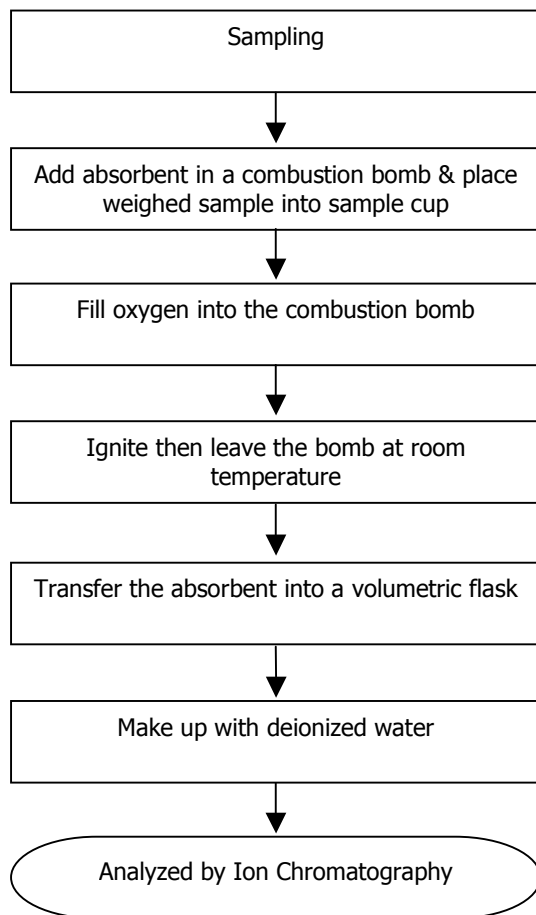 Sampling
Add absorbent in a combustion bomb & place
weighed sample into sample cup
Fill oxygen into the combustion bomb
Ignite then leave the bomb at room
temperature
Transfer the absorbent into a volumetric flask
Make up with deionized water
Analyzed by Ion Chromatography